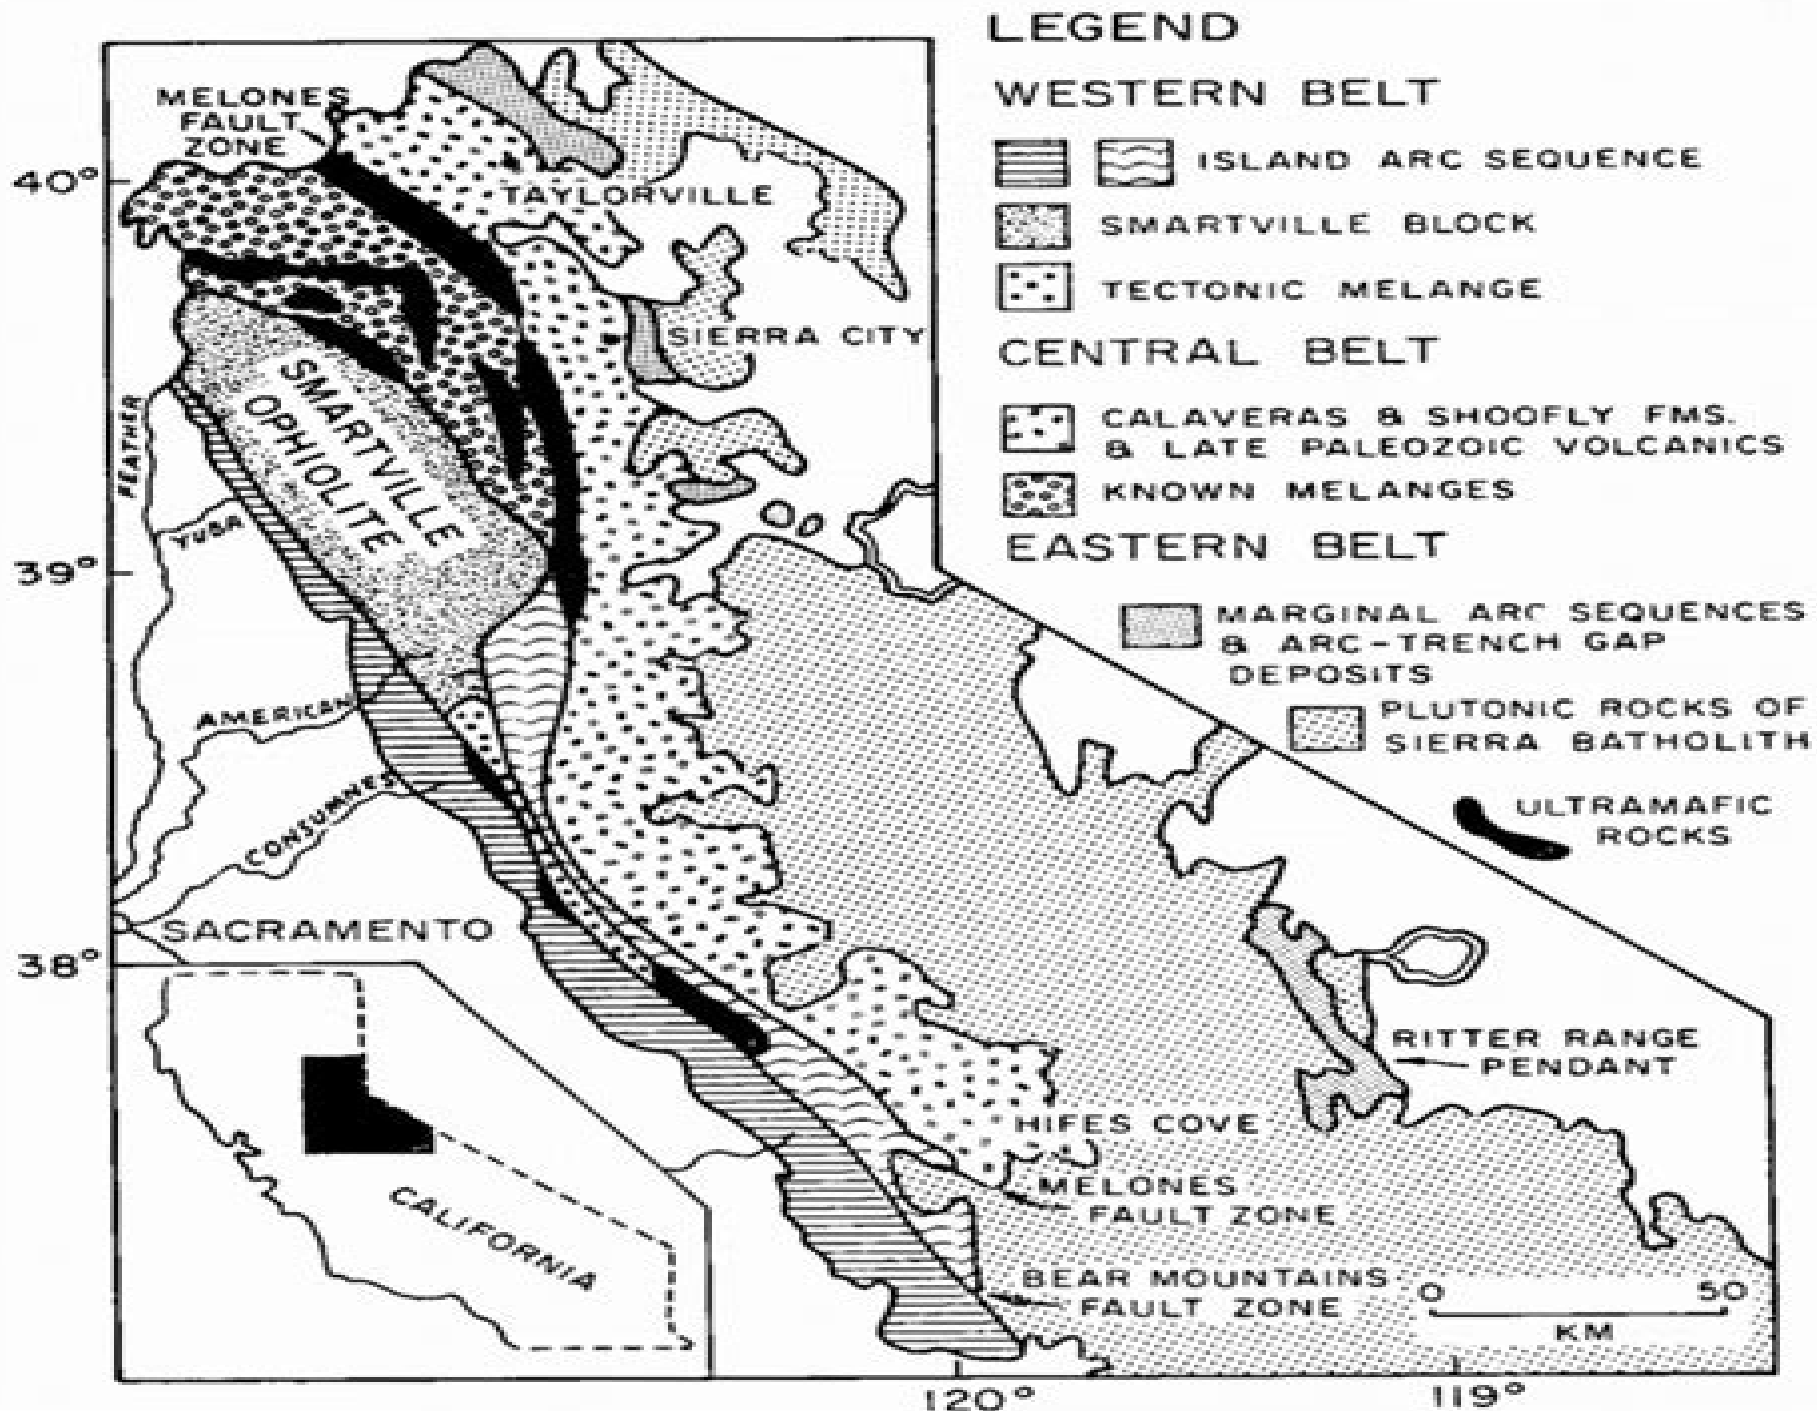 LEGEND
WESTERN BELT
ISLAND ARC SEQUENCE
SMARTVILLE BLOCK
TECTONIC MELANGE
CENTRAL BELT
CALAVERAS & SHOOFLY FMS.
& LATE PALEOZOIC VOLCANICS
KNOWN MELANGES
EASTERN BELT
MARGINAL ARC SEQUENCES
& ARC-TRENCH GAP
DEPOSITS
PLUTONIC ROCKS OF
SIERRA BATHOLITH
ULTRAMAFIC
ROCKS
MELONES
FAULT
ZONE
40°
TAYLORVILLE
SIERRA CITY
SMARTVILLE
OPHIOLITE
FEATHER
YUBA
39°
AMERICAN
CONSUMNES
SACRAMENTO
38°
RITTER RANGE
PENDANT
HIFES COVE
MELONES
FAULT ZONE
CALIFORNIA
BEAR MOUNTAINS
FAULT ZONE
0 50
KM
120° 119°